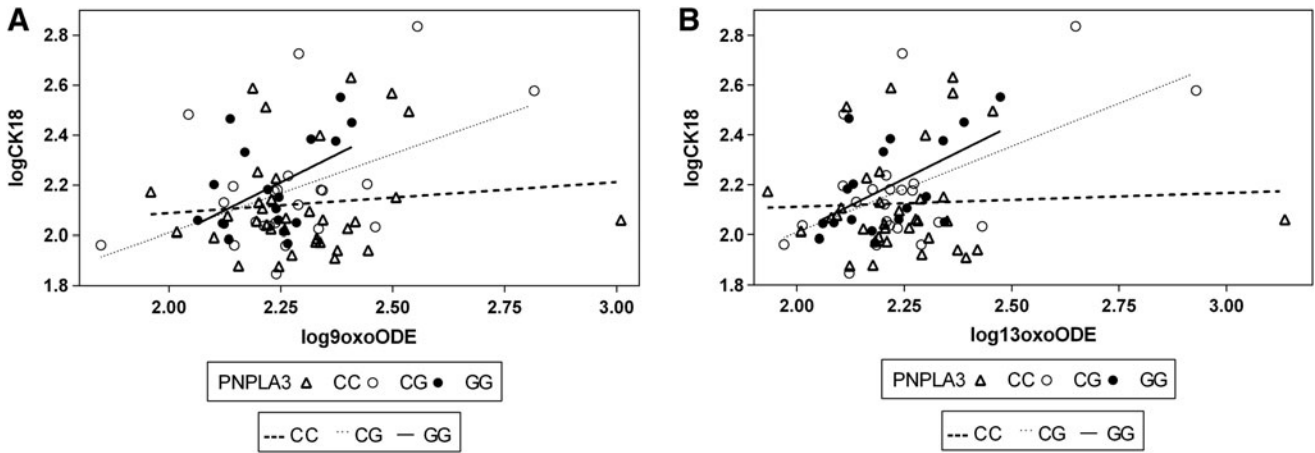 A
logCK18
2.8
2.6
2.4
2.2
2.0
1.8
2.00 2.25 2.50 2.75 3.00
log9oxoODE
PNPLA3 CC CG GG
CC CG GG
B
logCK18
2.8
2.6
2.4
2.2
2.0
1.8
2.00 2.25 2.50 2.75 3.00
log13oxoODE
PNPLA3 CC CG GG
CC CG GG